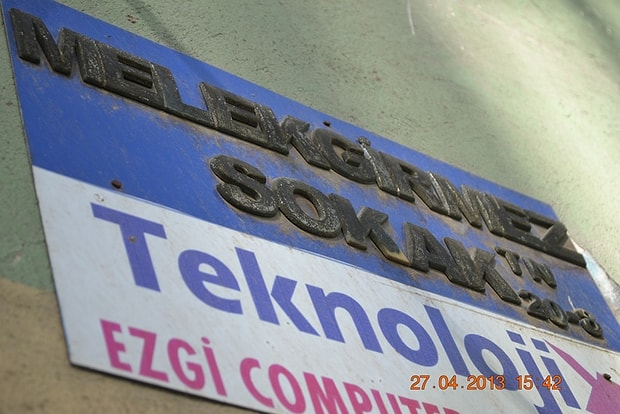 MELEKGİRMEZ
SOKAK TN 20-3
Teknoloji
EZGİ COMPUTER
27.04.2013 15:42